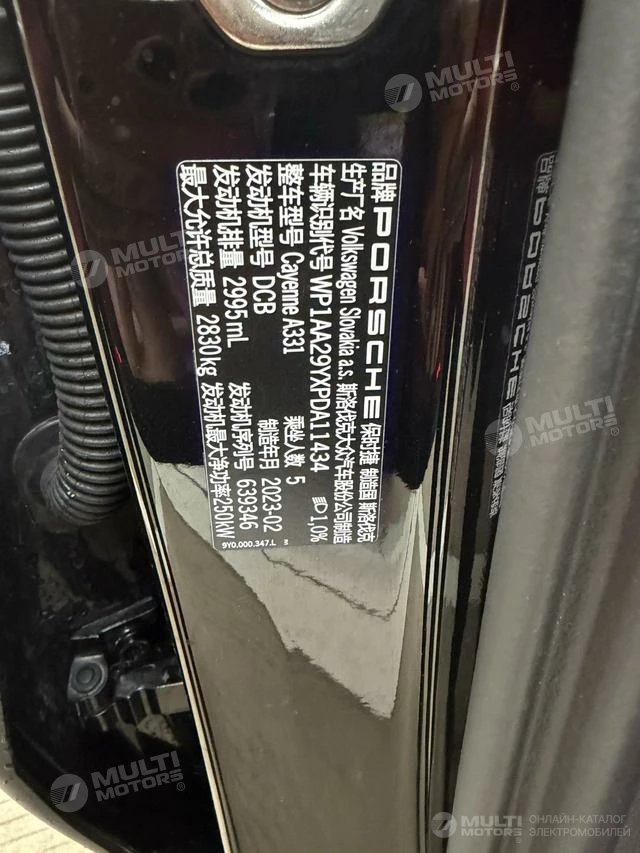 品牌 PORSCHE 保时捷 制造国 斯洛伐克
生产厂名 Volkswagen Slovakia a.s. 斯洛伐克大众汽车股份公司制造
车辆识别代号 WP1AA29YXPDA11434 1,0%
整车型号 Cayenne A331 乘坐人数 5
发动机型号 DCB 制造年月 2023-02
发动机排量 2995 mL 发动机序列号 639346
最大允许总质量 2830kg 发动机最大净功率250kW
9Y0.000.347.L
MULTI MOTORS®
MULTI MOTORS®
MULTI MOTORS®
MULTI MOTORS®
MULTI MOTORS®
ОНЛАЙН-КАТАЛОГ ЭЛЕКТРОМОБИЛЕЙ